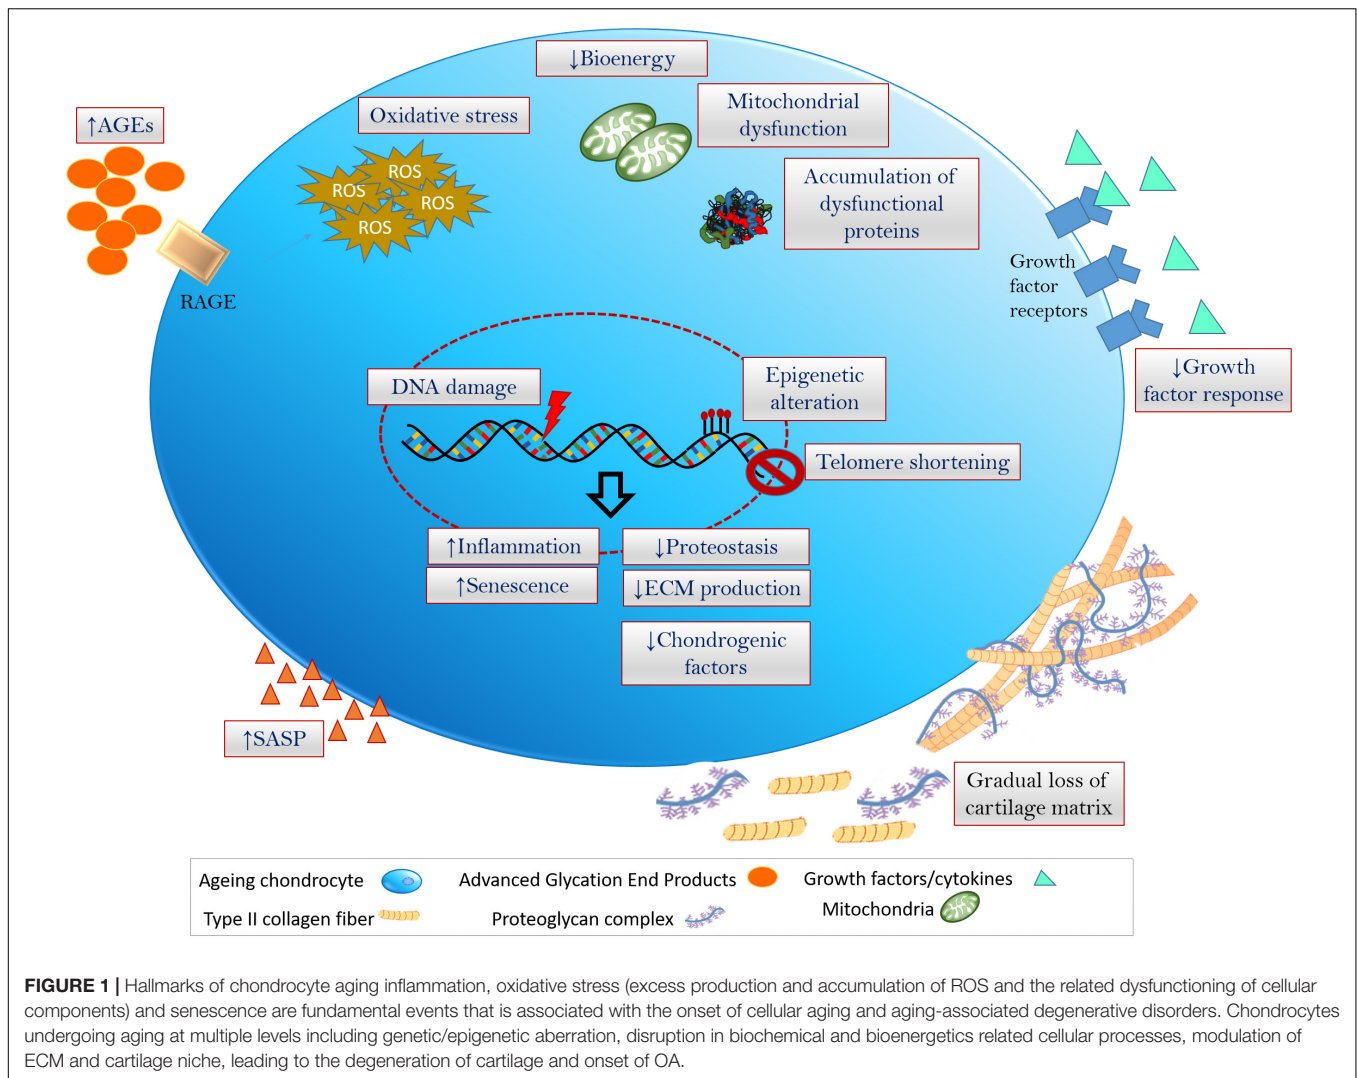 ↓Bioenergy
Oxidative stress
Mitochondrial
dysfunction
↑AGEs
ROS
ROS
ROS
ROS
Accumulation of
dysfunctional
proteins
RAGE
Growth
factor
receptors
↓Growth
factor response
DNA damage
Epigenetic
alteration
Telomere shortening
↑Inflammation
↓Proteostasis
↑Senescence
↓ECM production
↓Chondrogenic
factors
↑SASP
Gradual loss of
cartilage matrix
Ageing chondrocyte
Advanced Glycation End Products
Growth factors/cytokines
Type II collagen fiber
Proteoglycan complex
Mitochondria
FIGURE 1 | Hallmarks of chondrocyte aging inflammation, oxidative stress (excess production and accumulation of ROS and the related dysfunctioning of cellular
components) and senescence are fundamental events that is associated with the onset of cellular aging and aging-associated degenerative disorders. Chondrocytes
undergoing aging at multiple levels including genetic/epigenetic aberration, disruption in biochemical and bioenergetics related cellular processes, modulation of
ECM and cartilage niche, leading to the degeneration of cartilage and onset of OA.